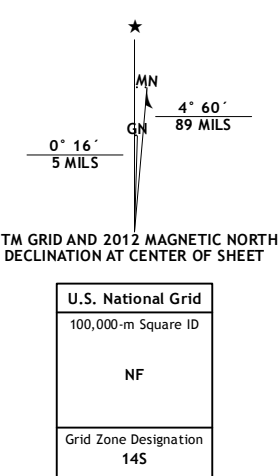 MN
4° 60´
89 MILS
GN
0° 16´
5 MILS
TM GRID AND 2012 MAGNETIC NORTH
DECLINATION AT CENTER OF SHEET
U.S. National Grid
100,000-m Square ID
NF
Grid Zone Designation
14S